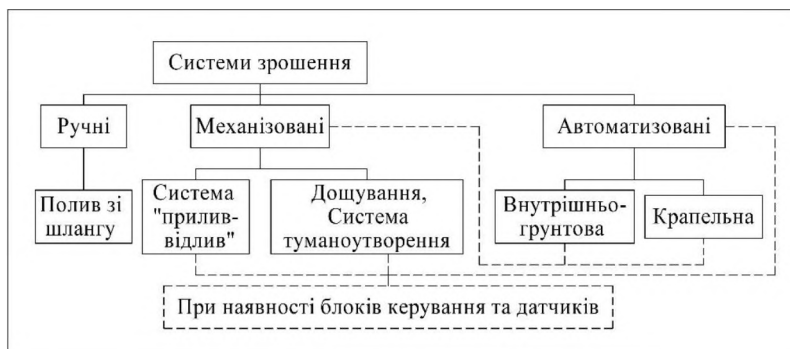 Системи зрошення
Ручні
Механізовані
Автоматизовані
Полив зі
шлангу
Система
"прилив-
відлив"
Дощування,
Система
туманоутворення
Внутрішньо-
грунтова
Крапельна
При наявності блоків керування та датчиків